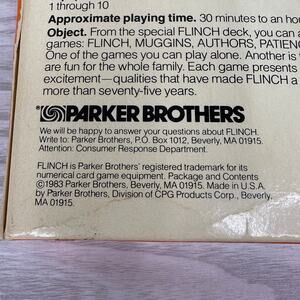 1 through 10
Approximate playing time. 30 minutes to an ho
Object. From the special FLINCH deck, you can a
games: FLINCH, MUGGINS, AUTHORS, PATIENC
One of the games you can play alone. Another is
are fun for the whole family. Each game presents
excitement—qualities that have made FLINCH a
more than seventy-five years.
PARKER BROTHERS
We will be happy to answer your questions about FLINCH.
Write to: Parker Brothers, P.O. Box 1012, Beverly, MA 01915.
Attention: Consumer Response Department.
FLINCH is Parker Brothers' registered trademark for its
numerical card game equipment. Package and Contents
©1983 Parker Brothers, Beverly, MA 01915. Made in U.S.A.
by Parker Brothers, Division of CPG Products Corp., Beverly,
MA 01915.